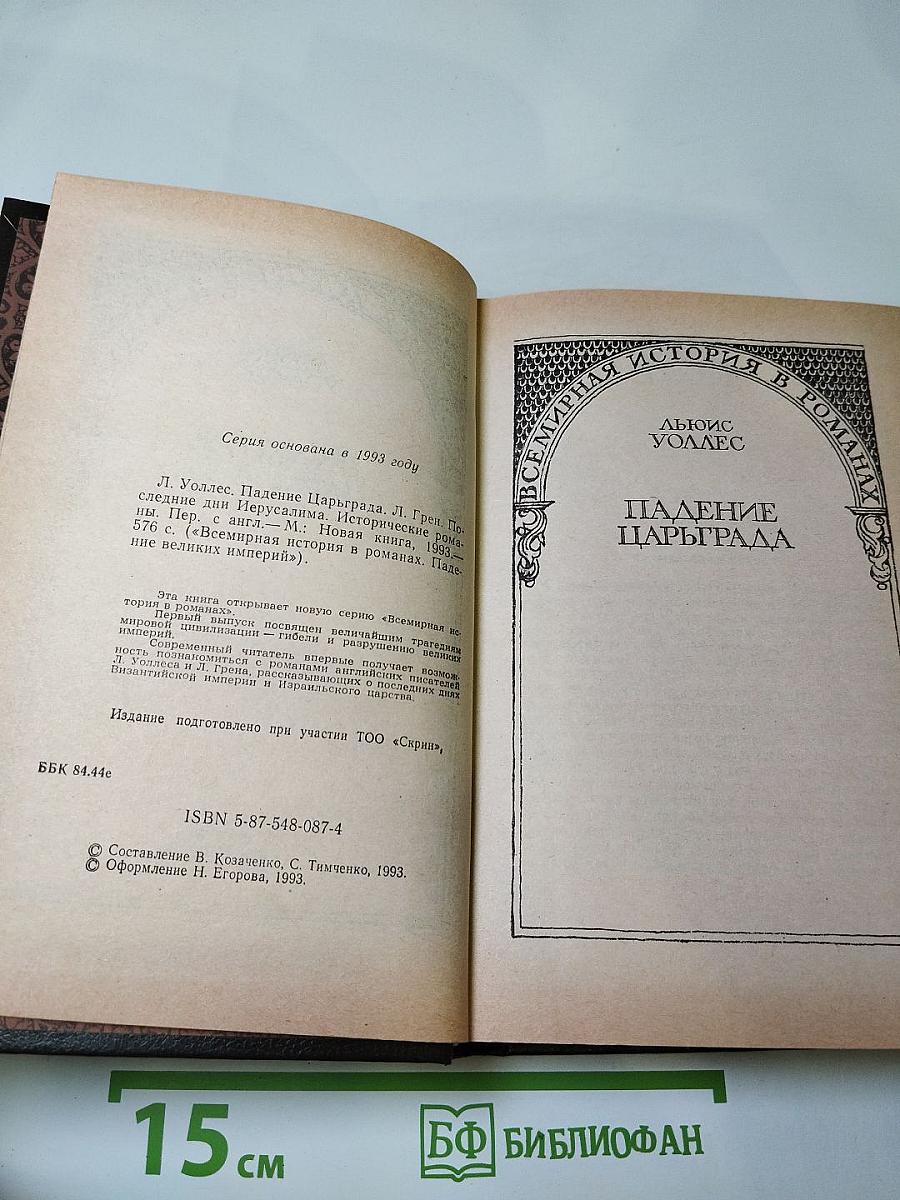 Серия основана в 1993 году
Л. Уоллес. Падение Царьграда. Л. Грен. По-
следние дни Иерусалима. Исторические рома-
ны. Пер. с англ.— М.: Новая книга, 1993.—
576 с. («Всемирная история в романах. Паде-
ние великих империй»).
Эта книга открывает новую серию «Всемирная ис-
тория в романах».
Первый выпуск посвящен величайшим трагедиям
мировой цивилизации — гибели и разрушению великих
империй.
Современный читатель впервые получает возмож-
ность познакомиться с романами английских писателей
Л. Уоллеса и Л. Грена, рассказывающих о последних днях
Византийской империи и Израильского царства.
Издание подготовлено при участии ТОО «Скрин»,
ББК 84.44е
ISBN 5-87-548-087-4
© Составление В. Козаченко, С. Тимченко, 1993.
© Оформление Н. Егорова, 1993.
ВСЕМИРНАЯ ИСТОРИЯ В РОМАНАХ
ЛЬЮИС
УОЛЛЕС
ПАДЕНИЕ
ЦАРЬГРАДА
15 см
БФ БИБЛИОФАН